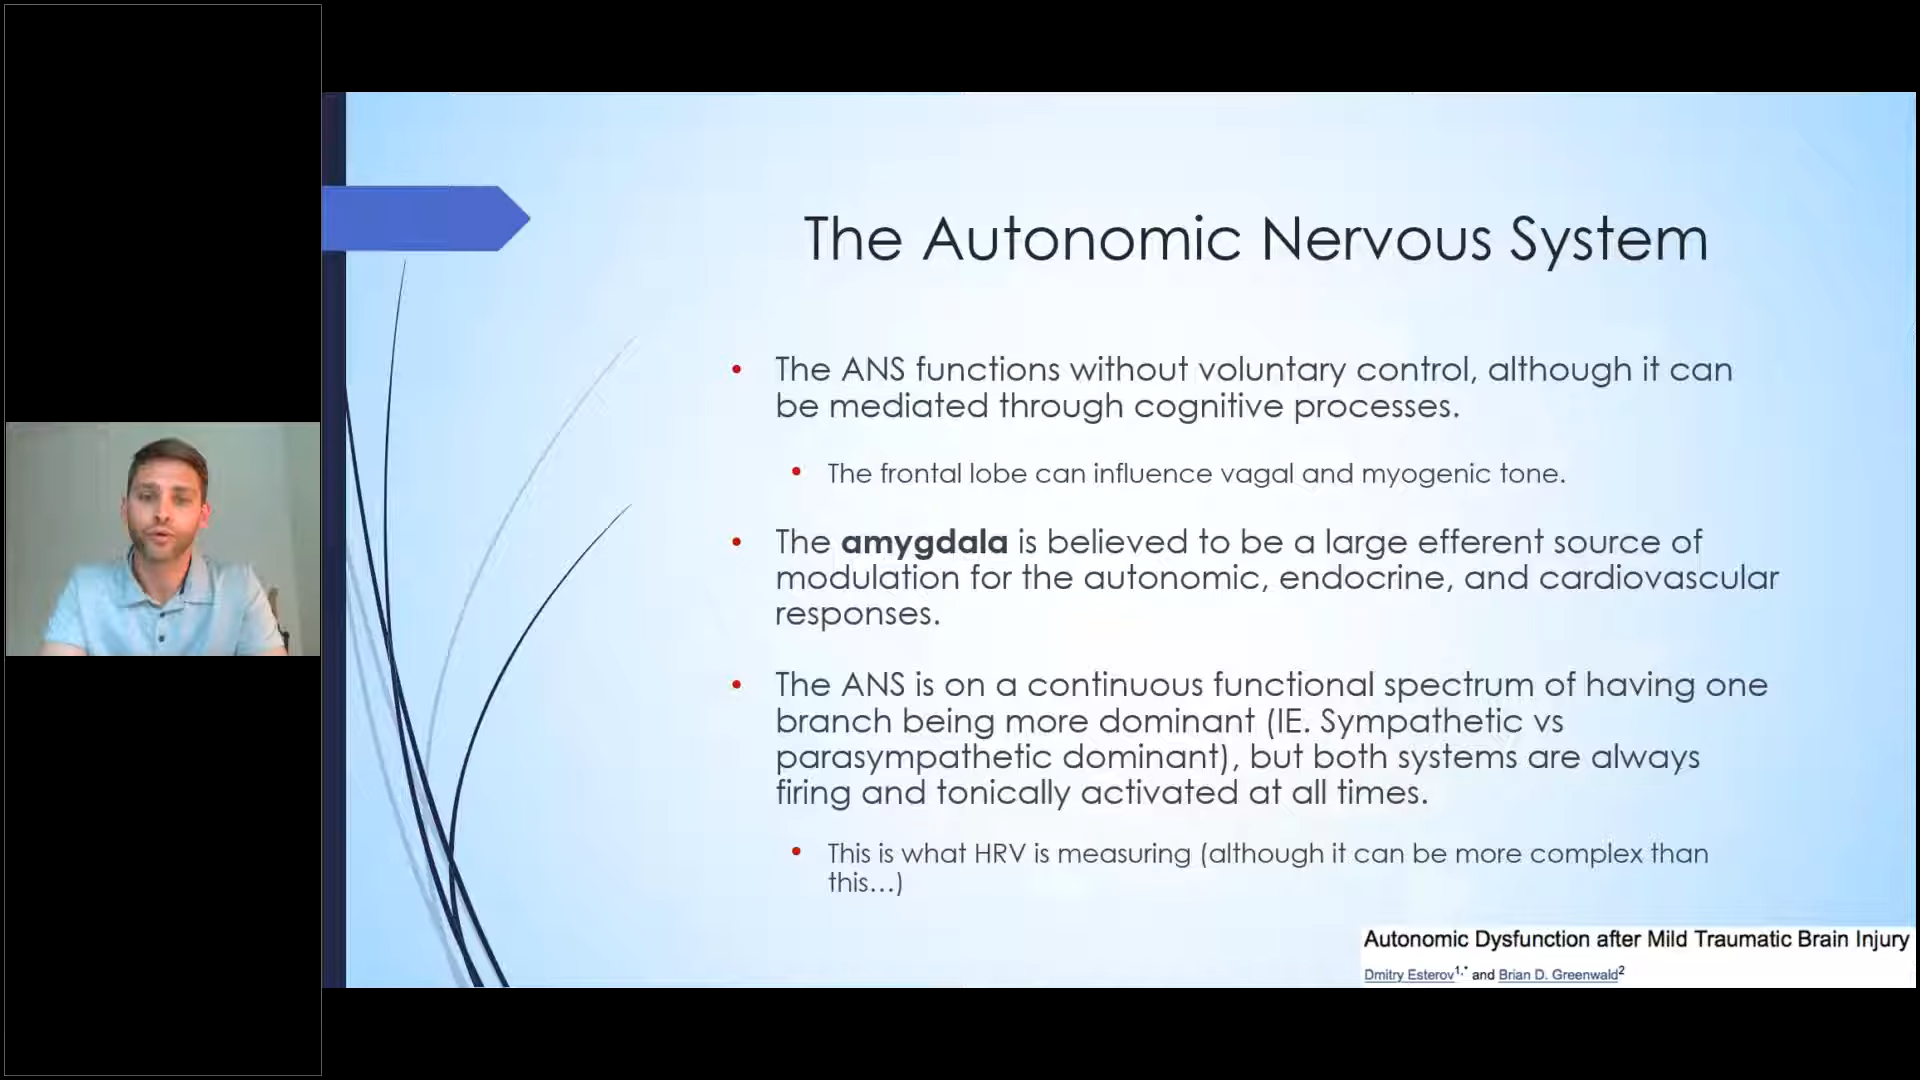 The Autonomic Nervous System
• The ANS functions without voluntary control, although it can
be mediated through cognitive processes.
• The frontal lobe can influence vagal and myogenic tone.
• The amygdala is believed to be a large efferent source of
modulation for the autonomic, endocrine, and cardiovascular
responses.
• The ANS is on a continuous functional spectrum of having one
branch being more dominant (IE. Sympathetic vs
parasympathetic dominant), but both systems are always
firing and tonically activated at all times.
• This is what HRV is measuring (although it can be more complex than
this...)
Autonomic Dysfunction after Mild Traumatic Brain Injury
Dmitry Esterov1,* and Brian D. Greenwald2